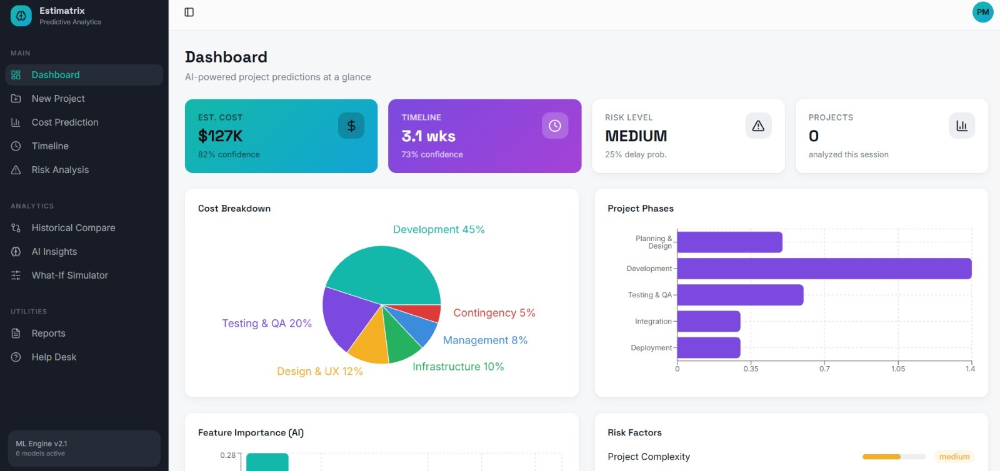 Estimatrix
Predictive Analytics
MAIN
Dashboard
New Project
Cost Prediction
Timeline
Risk Analysis
ANALYTICS
Historical Compare
AI Insights
What-If Simulator
UTILITIES
Reports
Help Desk
ML Engine v2.1
6 models active
PM
Dashboard
AI-powered project predictions at a glance
EST. COST
$127K
82% confidence
TIMELINE
3.1 wks
73% confidence
RISK LEVEL
MEDIUM
25% delay prob.
PROJECTS
0
analyzed this session
Cost Breakdown
Development 45%
Contingency 5%
Testing & QA 20%
Management 8%
Infrastructure 10%
Design & UX 12%
Project Phases
Planning &
Design
Development
Testing & QA
Integration
Deployment
0 0.35 0.7 1.05 1.4
Feature Importance (AI)
0.28
Risk Factors
Project Complexity
medium